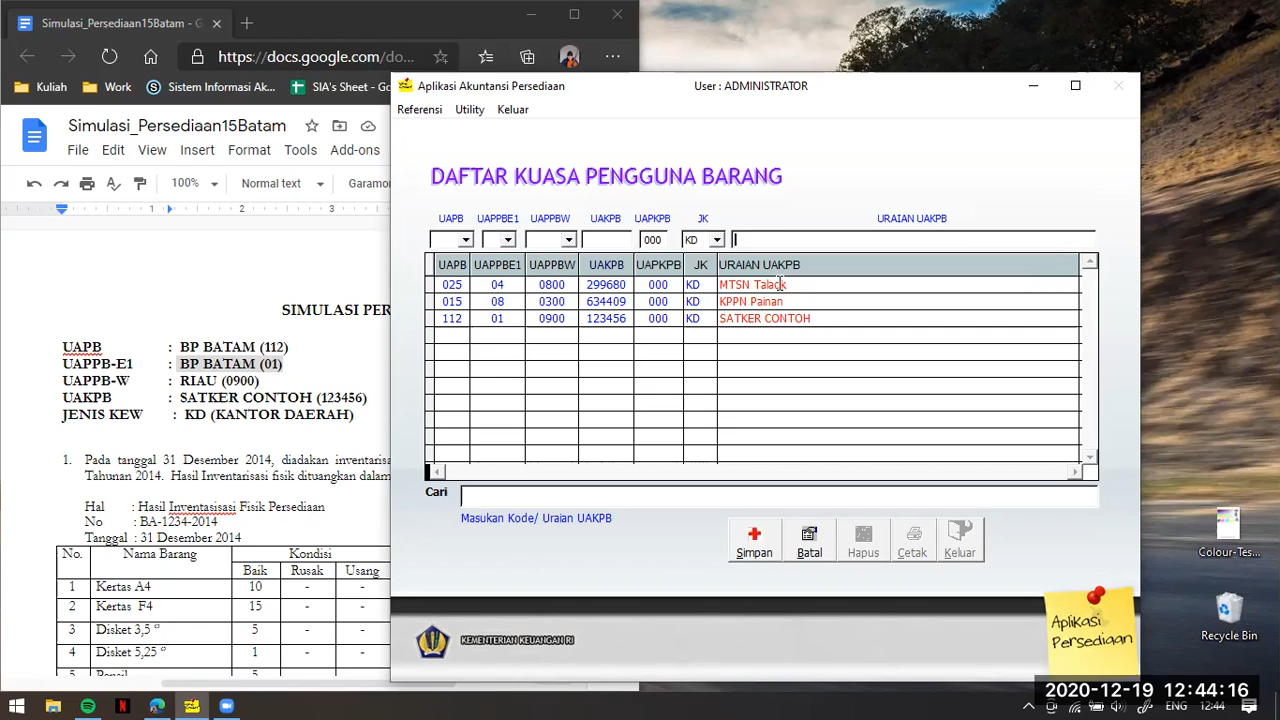 Simulasi_Persediaan15Batam - G
https://docs.google.com/do...
Kuliah
Work
Sistem Informasi Ak...
SIA's Sheet - Go
Simulasi_Persediaan15Batam
File Edit View Insert Format Tools Add-ons
100% Normal text Garamo
1 2 3
SIMULASI PER
UAPB : BP BATAM (112)
UAPPB-E1 : BP BATAM (01)
UAPPB-W : RIAU (0900)
UAKPB : SATKER CONTOH (123456)
JENIS KEW : KD (KANTOR DAERAH)
1. Pada tanggal 31 Desember 2014, diadakan inventaris
Tahunan 2014. Hasil Inventarisasi fisik dituangkan dalam
Hal : Hasil Inventasisasi Fisik Persediaan
No : BA-1234-2014
Tanggal : 31 Desember 2014
No. Nama Barang Kondisi
Baik Rusak Usang
1 Kertas A4 10 - -
2 Kertas F4 15 - -
3 Disket 3,5 " 5 - -
4 Disket 5,25 " 1 - -
5 Pensil 5 - -
Aplikasi Akuntansi Persediaan User : ADMINISTRATOR
Referensi Utility Keluar
DAFTAR KUASA PENGGUNA BARANG
UAPB UAPPBE1 UAPPBW UAKPB UAPKPB JK URAIAN UAKPB
000 KD
UAPB UAPPBE1 UAPPBW UAKPB UAPKPB JK URAIAN UAKPB
025 04 0800 299680 000 KD MTSN Talaok
015 08 0300 634409 000 KD KPPN Painan
112 01 0900 123456 000 KD SATKER CONTOH
Cari
Masukan Kode/ Uraian UAKPB
Simpan Batal Hapus Cetak Keluar
KEMENTERIAN KEUANGAN RI
Aplikasi
Persediaan
Colour-Tes...
Recycle Bin
2020-12-19 12:44:16
ENG 12:44